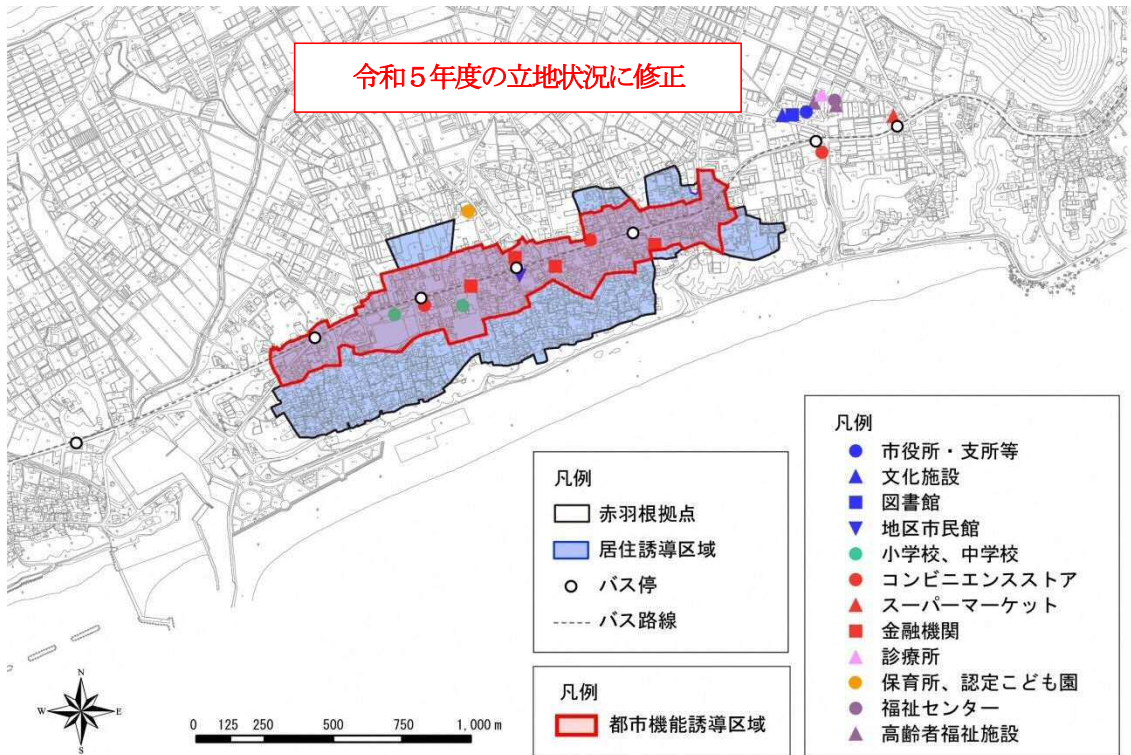 令和５年度の立地状況に修正
凡例
赤羽根拠点
居住誘導区域
バス停
バス路線
凡例
都市機能誘導区域
凡例
市役所・支所等
文化施設
図書館
地区市民館
小学校、中学校
コンビニエンスストア
スーパーマーケット
金融機関
診療所
保育所、認定こども園
福祉センター
高齢者福祉施設
N
W
E
S
0 125 250 500 750 1,000 m